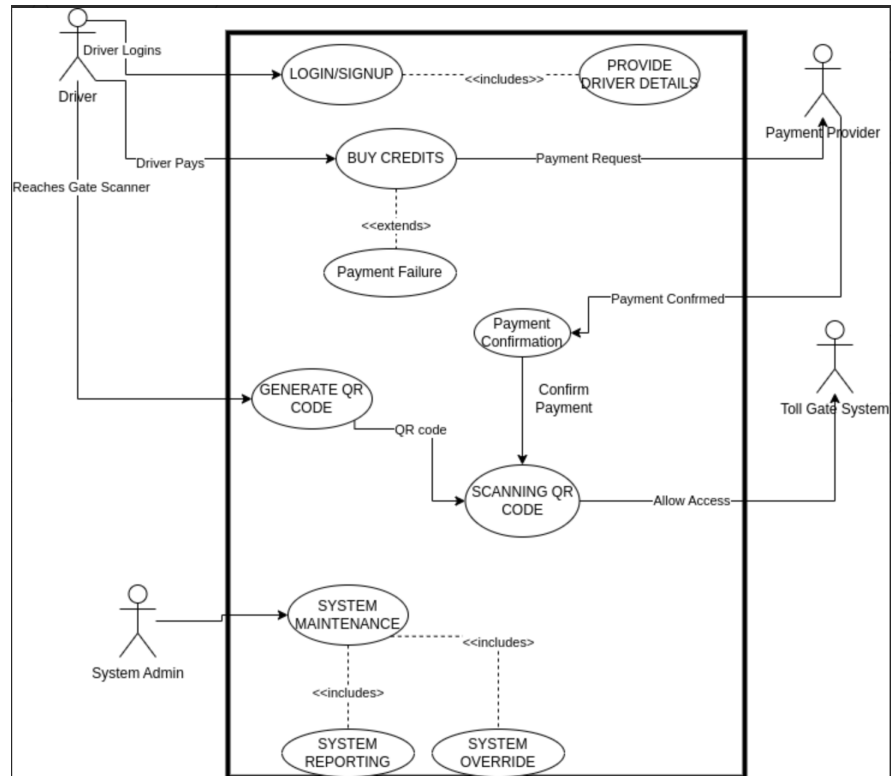 Driver Logins
Driver
LOGIN/SIGNUP
<<includes>>
PROVIDE
DRIVER DETAILS
Payment Provider
Driver Pays
BUY CREDITS
Payment Request
Reaches Gate Scanner
<<extends>
Payment Failure
Payment Confrmed
Payment
Confirmation
Confirm
Payment
GENERATE QR
CODE
QR code
Toll Gate System
SCANNING QR
CODE
Allow Access
System Admin
SYSTEM
MAINTENANCE
<<includes>
<<includes>
SYSTEM
REPORTING
SYSTEM
OVERRIDE